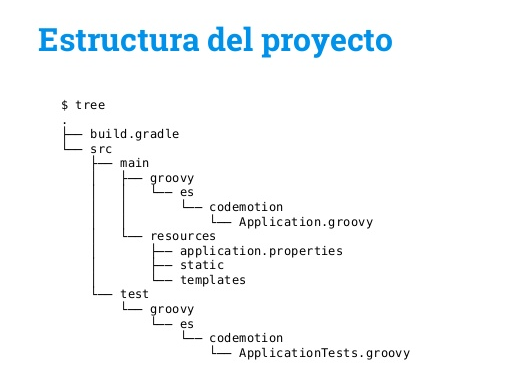 Estructura del proyecto
$ tree
.
├── build.gradle
└── src
    ├── main
    │   ├── groovy
    │   │   └── es
    │   │       └── codemotion
    │   │           └── Application.groovy
    │   └── resources
    │       ├── application.properties
    │       ├── static
    │       └── templates
    └── test
        └── groovy
            └── es
                └── codemotion
                    └── ApplicationTests.groovy